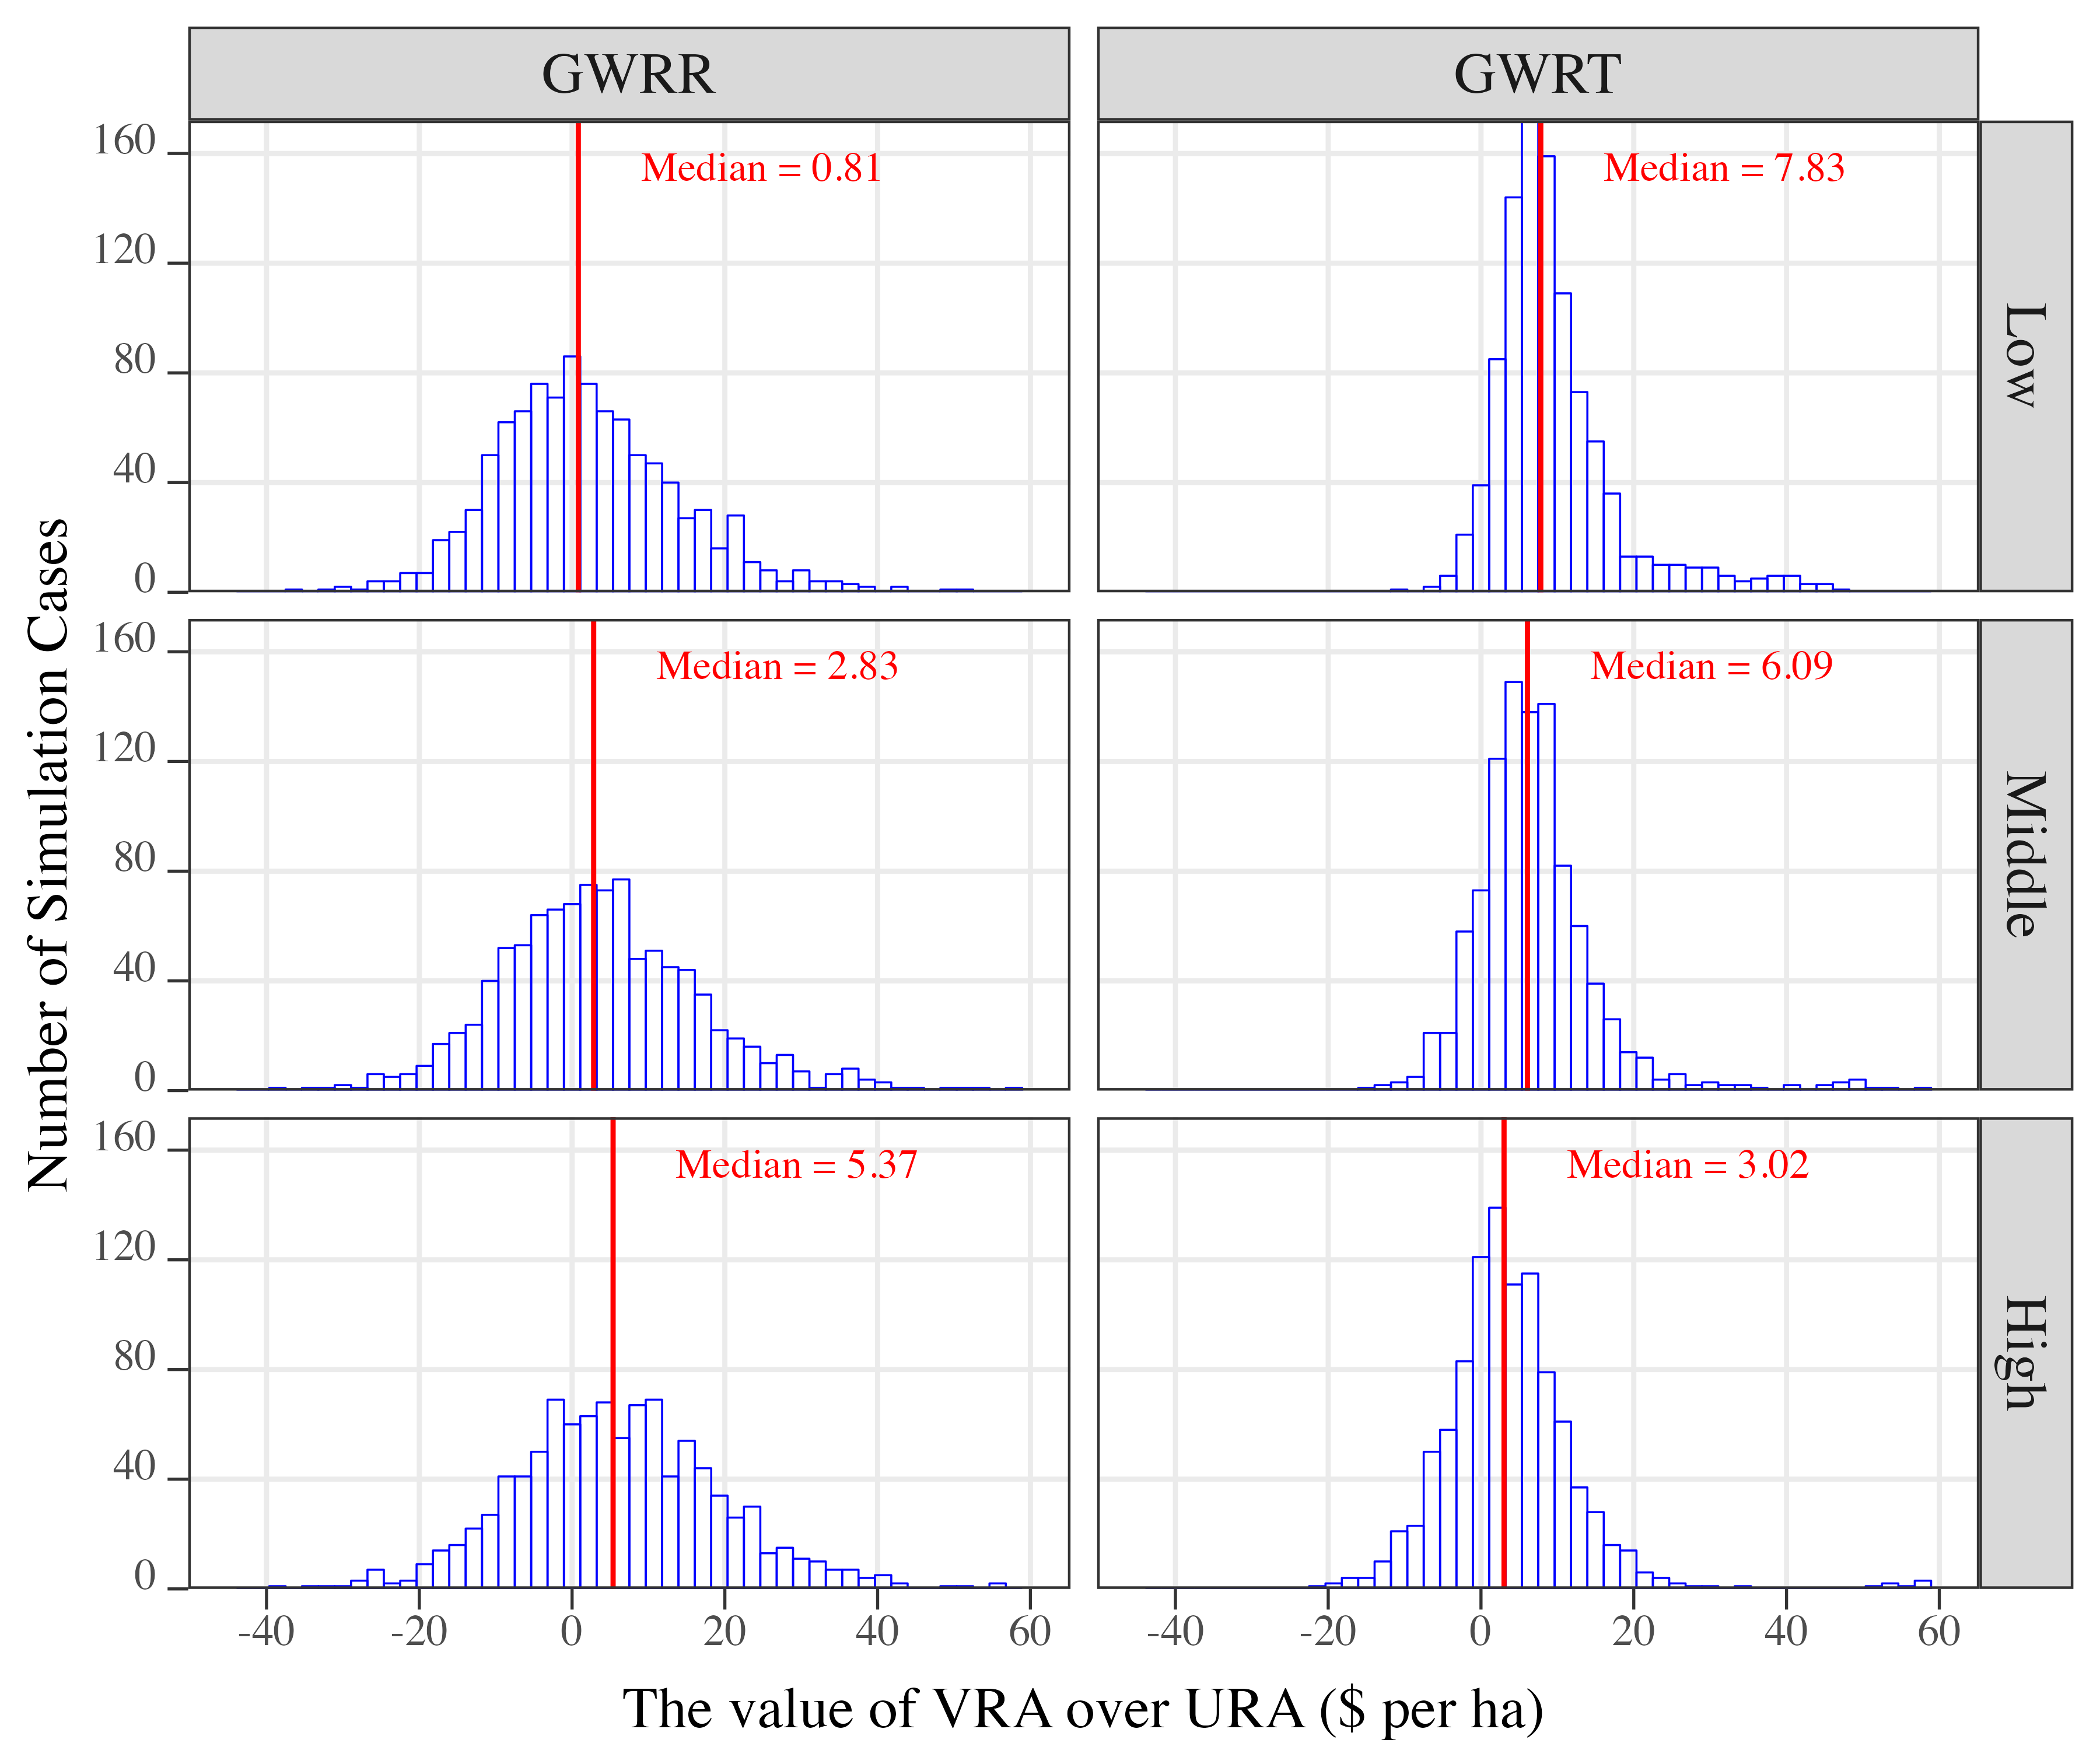 GWRR
GWRT
Number of Simulation Cases
160
120
80
40
0
Median = 0.81
Median = 7.83
Low
160
120
80
40
0
Median = 2.83
Median = 6.09
Middle
160
120
80
40
0
Median = 5.37
Median = 3.02
High
-40 -20 0 20 40 60
-40 -20 0 20 40 60
The value of VRA over URA ($ per ha)